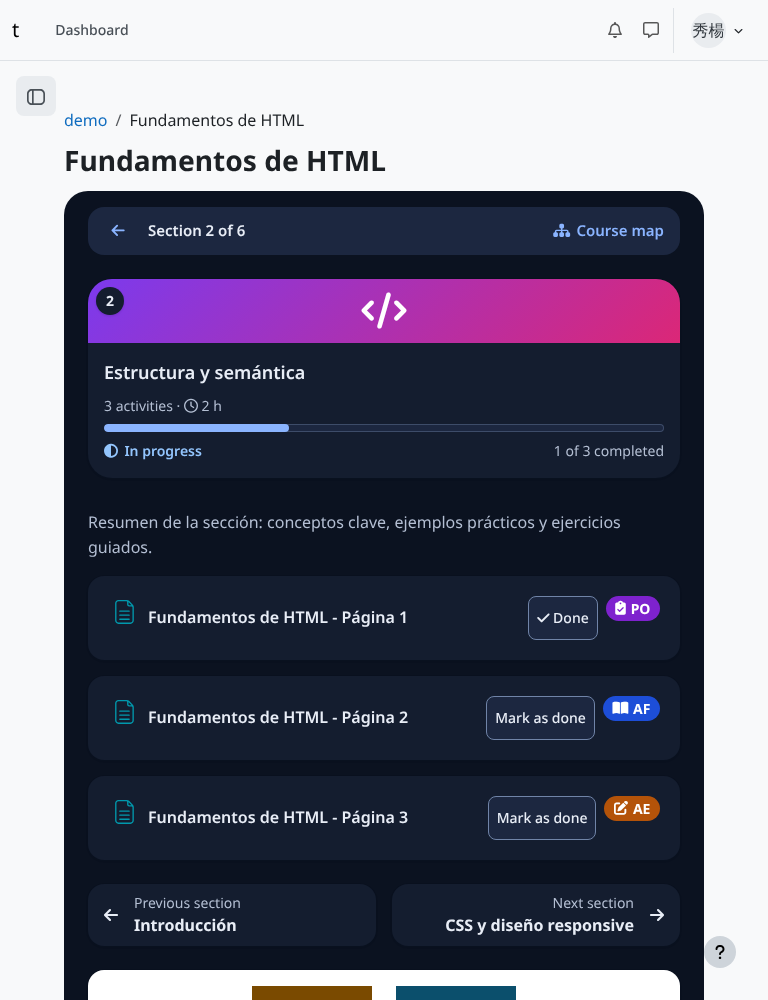 t
Dashboard
秀楊
demo / Fundamentos de HTML
Fundamentos de HTML
Section 2 of 6
Course map
2
Estructura y semántica
3 activities · 2 h
In progress
1 of 3 completed
Resumen de la sección: conceptos clave, ejemplos prácticos y ejercicios
guiados.
Fundamentos de HTML - Página 1
Done
PO
Fundamentos de HTML - Página 2
Mark as done
AF
Fundamentos de HTML - Página 3
Mark as done
AE
Previous section
Introducción
Next section
CSS y diseño responsive
?